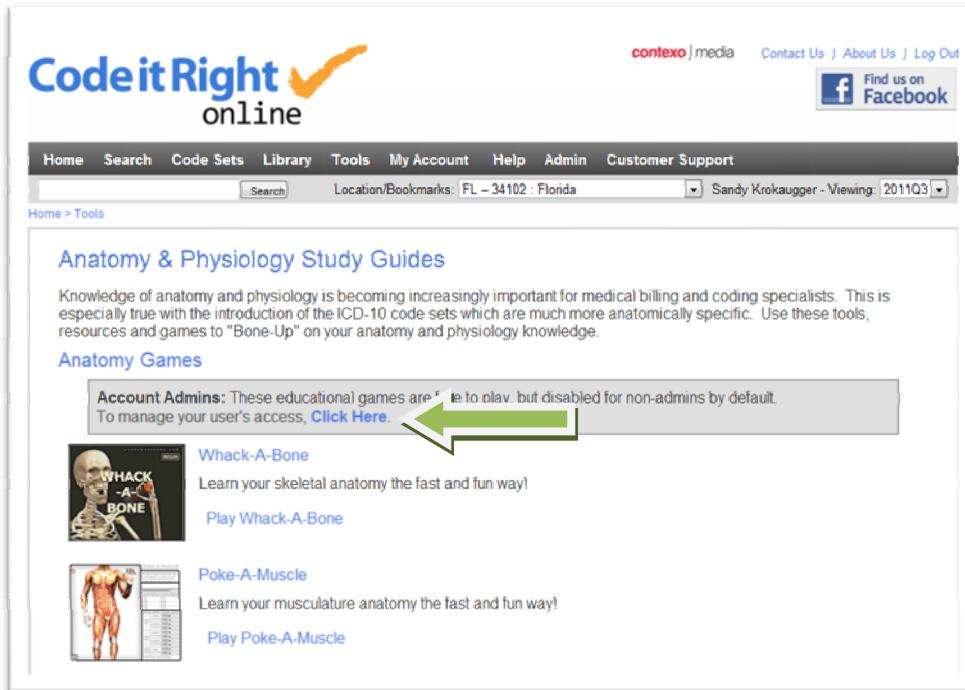 contexo | media Contact Us | About Us | Log Out
Code it Right
online
Find us on
Facebook
Home Search Code Sets Library Tools My Account Help Admin Customer Support
Search Location/Bookmarks: FL – 34102 : Florida Sandy Krokaugger - Viewing: 2011Q3
Home > Tools
Anatomy & Physiology Study Guides
Knowledge of anatomy and physiology is becoming increasingly important for medical billing and coding specialists. This is
especially true with the introduction of the ICD-10 code sets which are much more anatomically specific. Use these tools,
resources and games to "Bone-Up" on your anatomy and physiology knowledge.
Anatomy Games
Account Admins: These educational games are to play, but disabled for non-admins by default.
To manage your user's access, Click Here.
WHACK
-A-
BONE
Whack-A-Bone
Learn your skeletal anatomy the fast and fun way!
Play Whack-A-Bone
Poke-A-Muscle
Learn your musculature anatomy the fast and fun way!
Play Poke-A-Muscle